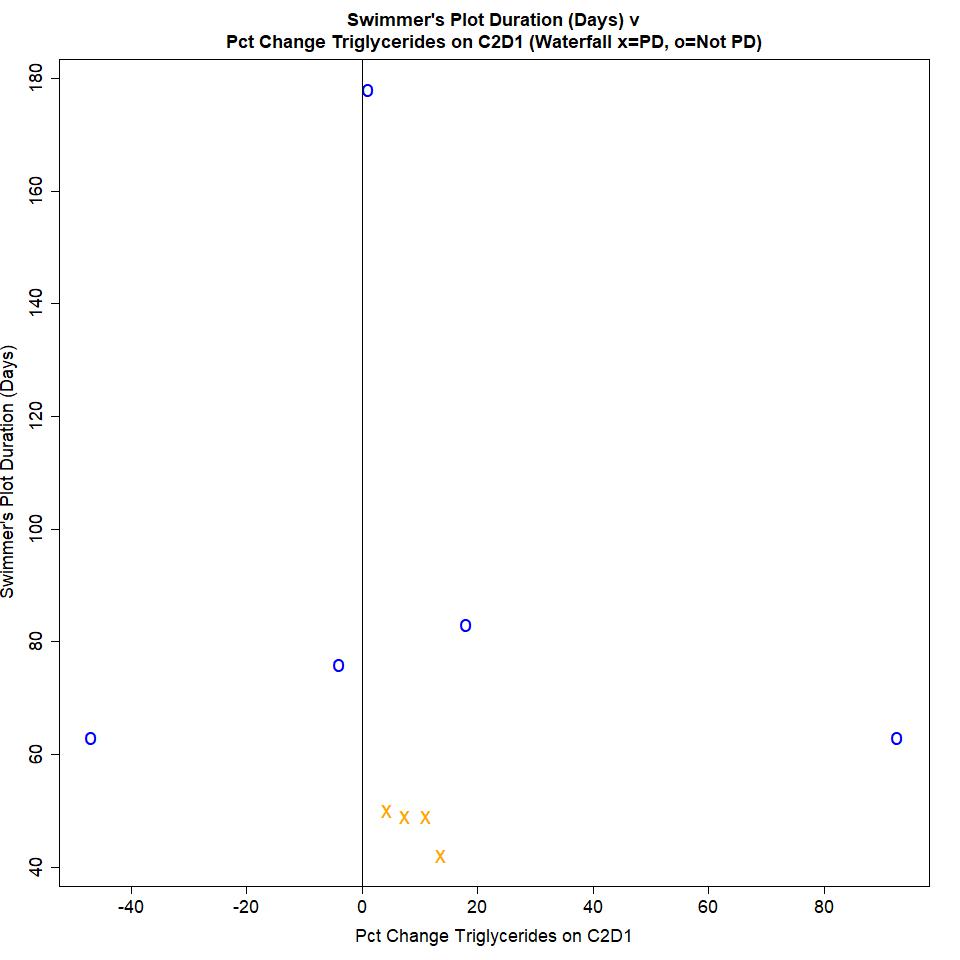 Swimmer's Plot Duration (Days) v
Pct Change Triglycerides on C2D1 (Waterfall x=PD, o=Not PD)
Swimmer's Plot Duration (Days)
180
160
140
120
100
80
60
40
O
O
O
O
O
X X X
X
-40 -20 0 20 40 60 80
Pct Change Triglycerides on C2D1